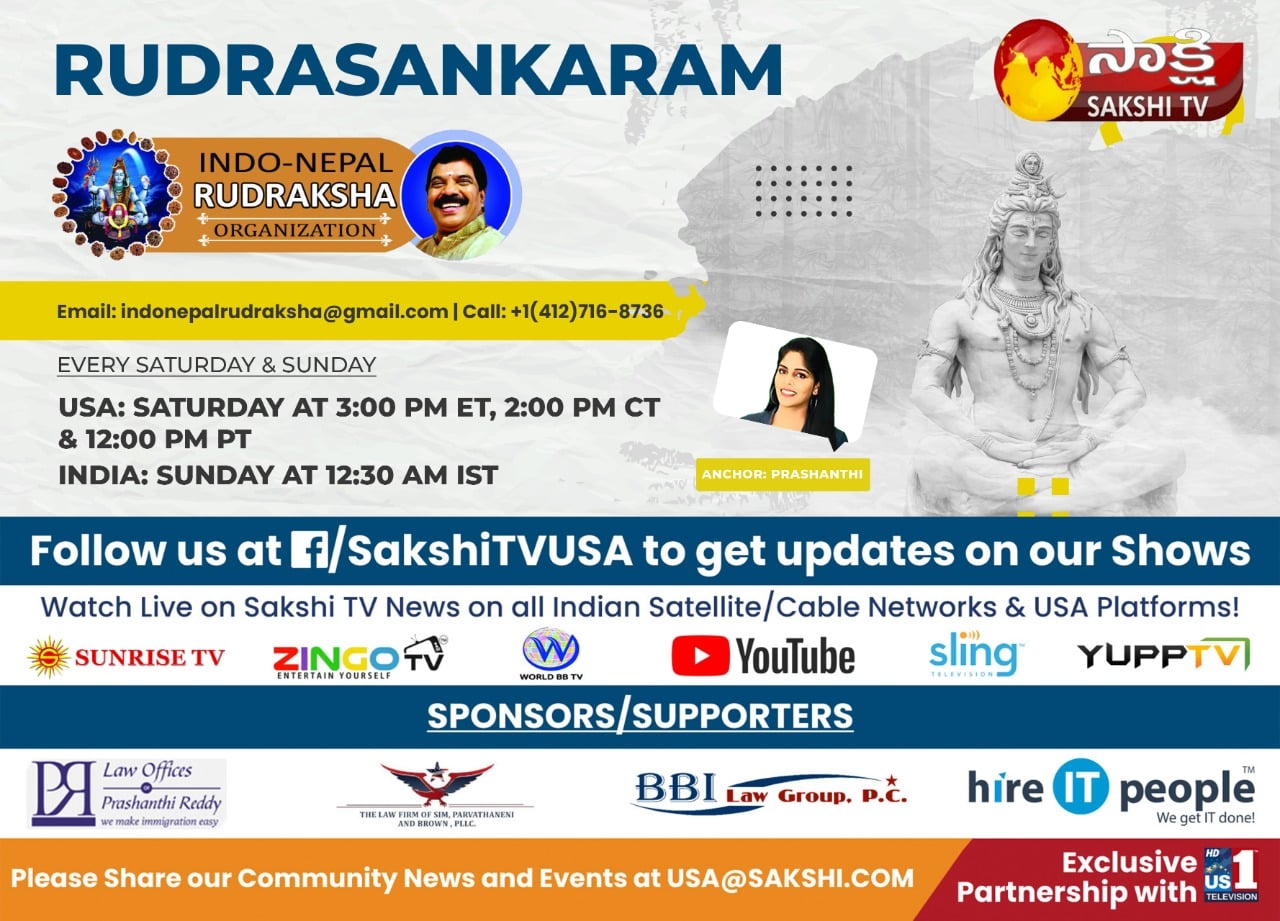 RUDRASANKARAM
సాక్షి
SAKSHI TV
INDO-NEPAL
RUDRAKSHA
ORGANIZATION
Email: indonepalrudraksha@gmail.com | Call: +1(412)716-8736
EVERY SATURDAY & SUNDAY
USA: SATURDAY AT 3:00 PM ET, 2:00 PM CT
& 12:00 PM PT
INDIA: SUNDAY AT 12:30 AM IST
ANCHOR: PRASHANTHI
Follow us at f/SakshiTVUSA to get updates on our Shows
Watch Live on Sakshi TV News on all Indian Satellite/Cable Networks & USA Platforms!
SUNRISE TV
ZINGO TV
ENTERTAIN YOURSELF
W
WORLD BB TV
YouTube
sling™
TELEVISION
YUPPTV
SPONSORS/SUPPORTERS
PR
Law Offices
OF
Prashanthi Reddy
we make immigration easy
THE LAW FIRM OF SIM, PARVATHANENI
AND BROWN, PLLC.
BBI Law Group, P.C.
hire IT people™
We get IT done!
Please Share our Community News and Events at USA@SAKSHI.COM
Exclusive
Partnership with
HD
US 1
TELEVISION